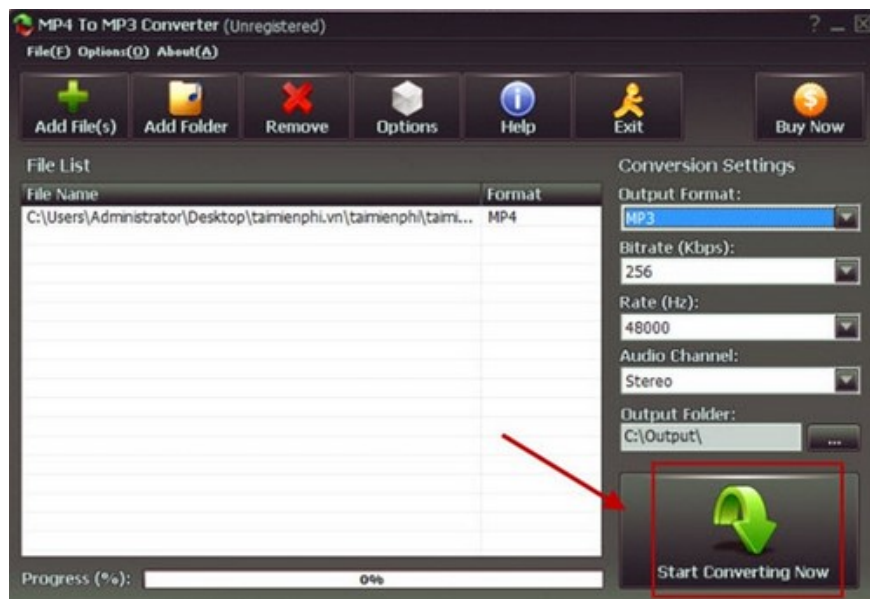 MP4 To MP3 Converter (Unregistered)
File(F) Options(O) About(A)
Add File(s) Add Folder Remove Options Help Exit Buy Now
File List
File Name Format
C:\Users\Administrator\Desktop\taimienphi.vn\taimienphi\taimi... MP4
Conversion Settings
Output Format:
MP3
Bitrate (Kbps):
256
Rate (Hz):
48000
Audio Channel:
Stereo
Output Folder:
C:\Output\ ...
Start Converting Now
Progress (%): 0%